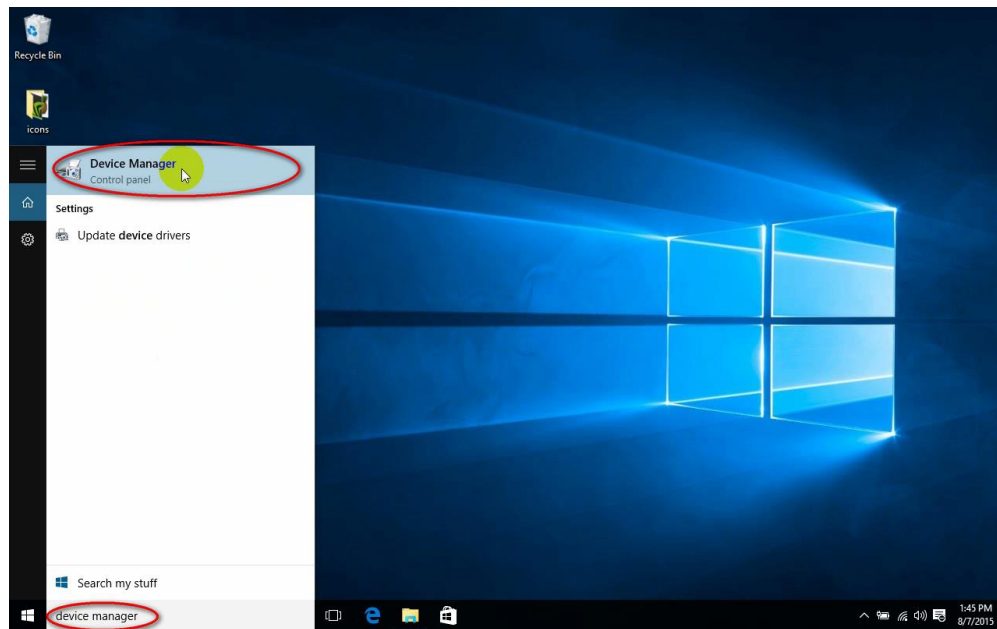 Recycle Bin
icons
Device Manager
Control panel
Settings
Update device drivers
Search my stuff
device manager
1:45 PM
8/7/2015